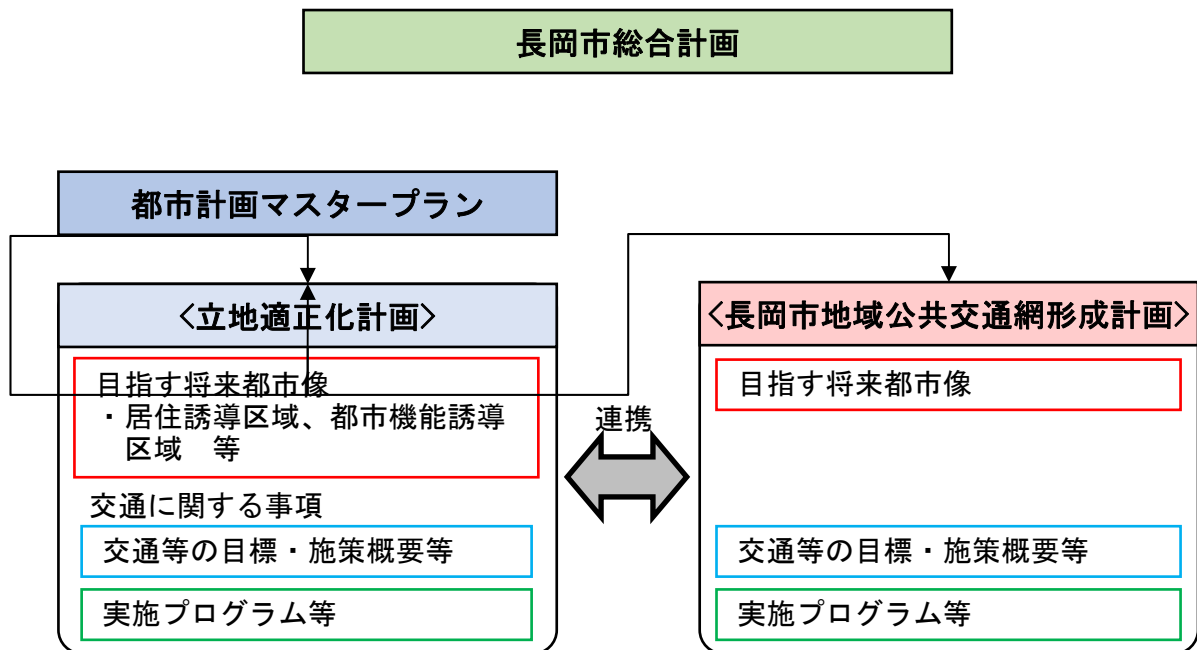 長岡市総合計画
都市計画マスタープラン
<立地適正化計画>
目指す将来都市像
・居住誘導区域、都市機能誘導
区域　等
交通に関する事項
交通等の目標・施策概要等
実施プログラム等
連携
<長岡市地域公共交通網形成計画>
目指す将来都市像
交通等の目標・施策概要等
実施プログラム等